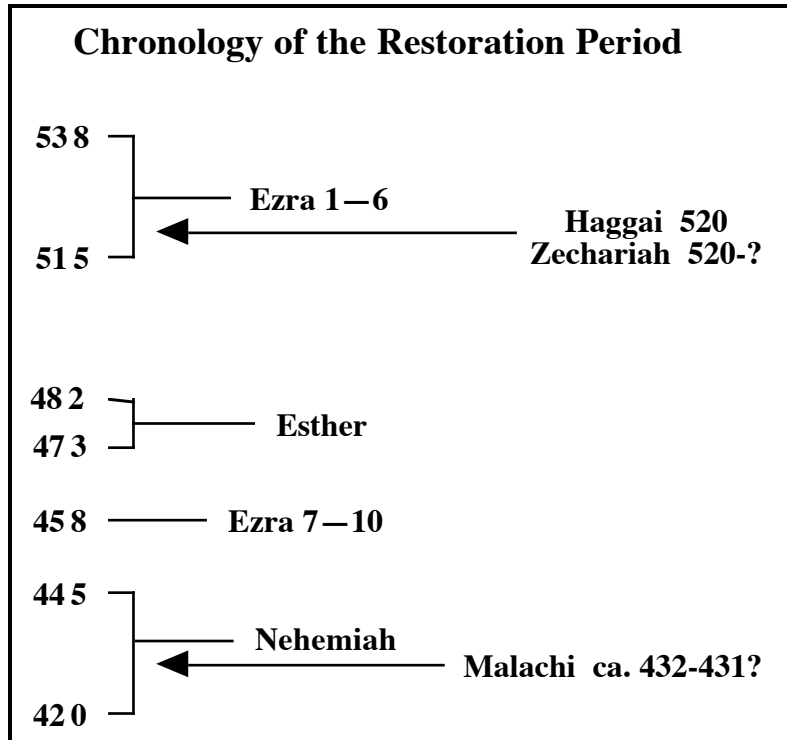 Chronology of the Restoration Period
538
Ezra 1—6
Haggai 520
515
Zechariah 520-?
482
Esther
473
458
Ezra 7—10
445
Nehemiah
Malachi ca. 432-431?
420